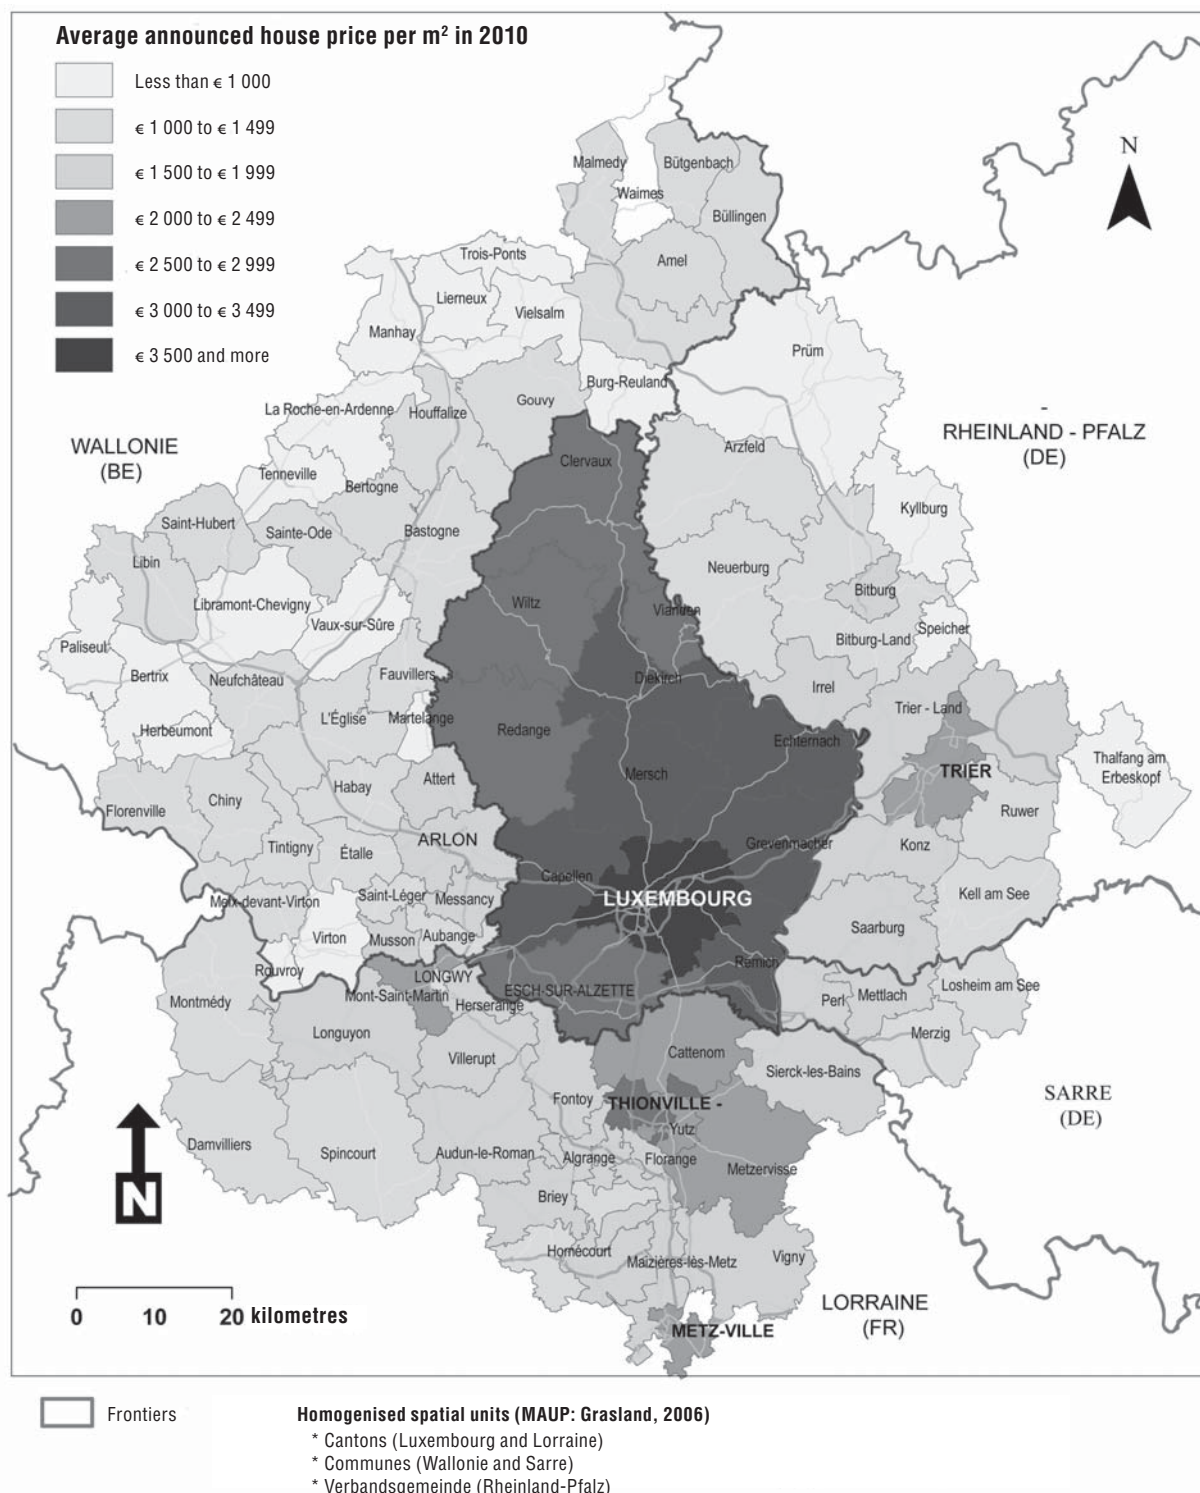 Average announced house price per m² in 2010
Less than € 1 000
€ 1 000 to € 1 499
€ 1 500 to € 1 999
€ 2 000 to € 2 499
€ 2 500 to € 2 999
€ 3 000 to € 3 499
€ 3 500 and more
N
Malmedy
Bütgenbach
Waimes
Büllingen
Trois-Ponts
Amel
Lierneux
Vielsalm
Manhay
Prüm
Burg-Reuland
La Roche-en-Ardenne
Houffalize
Gouvy
WALLONIE
(BE)
RHEINLAND - PFALZ
(DE)
Arzfeld
Clervaux
Tenneville
Bertogne
Kyllburg
Saint-Hubert
Sainte-Ode
Bastogne
Libin
Neuerburg
Bitburg
Libramont-Chevigny
Wiltz
Vianden
Vaux-sur-Sûre
Speicher
Bitburg-Land
Paliseul
Bertrix
Neufchâteau
Fauvillers
Diekirch
Irrel
Herbeumont
L'Église
Martelange
Redange
Trier - Land
Echternach
Thalfang am
Erbeskopf
TRIER
Mersch
Habay
Attert
Florenville
Chiny
Ruwer
Tintigny
Étalle
ARLON
Grevenmacher
Konz
Capellen
LUXEMBOURG
Meix-devant-Virton
Saint-Léger
Messancy
Kell am See
Saarburg
Virton
Musson
Aubange
Remich
Rouvroy
LONGWY
ESCH-SUR-ALZETTE
Montmédy
Mont-Saint-Martin
Herserange
Perl
Mettlach
Losheim am See
Longuyon
Merzig
Villerupt
Cattenom
Sierck-les-Bains
SARRE
(DE)
Fontoy
THIONVILLE -
Yutz
Damvilliers
Spincourt
Audun-le-Roman
Algrange
Florange
Metzervisse
N
Briey
Homécourt
Maizières-lès-Metz
Vigny
LORRAINE
(FR)
0 10 20 kilometres
METZ-VILLE
Frontiers
Homogenised spatial units (MAUP: Grasland, 2006)
* Cantons (Luxembourg and Lorraine)
* Communes (Wallonie and Sarre)
* Verbandsgemeinde (Rheinland-Pfalz)